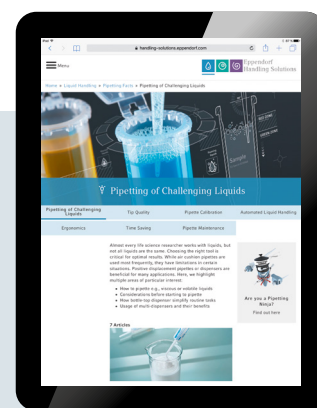 handling-solutions.eppendorf.com
Menu
Eppendorf
Handling Solutions
Home » Liquid Handling » Pipetting Facts » Pipetting of Challenging Liquids
Sample
Pipetting of Challenging Liquids
Pipetting of Challenging
Liquids
Tip Quality
Pipette Calibration
Automated Liquid Handling
Ergonomics
Time Saving
Pipette Maintenance
Almost every life science researcher works with liquids, but
not all liquids are the same. Choosing the right tool is
critical for optimal results. While air cushion pipettes are
used most frequently, they have limitations in certain
situations. Positive displacement pipettes or dispensers are
beneficial for many applications. Here, we highlight
multiple areas of particular interest:
• How to pipette e.g., viscous or volatile liquids
• Considerations before starting to pipette
• How bottle-top dispenser simplify routine tasks
• Usage of multi-dispensers and their benefits
Are you a Pipetting
Ninja?
Find out here
7 Articles